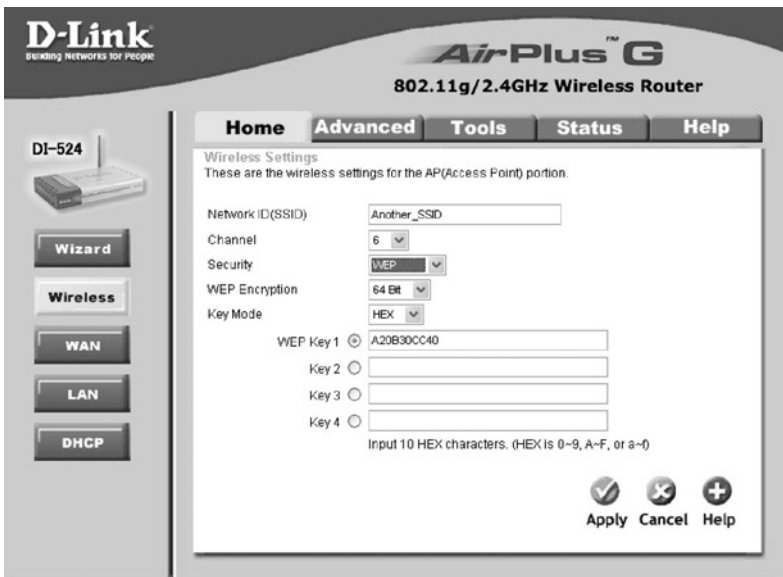 D-Link
Building Networks for People
AirPlus G™
802.11g/2.4GHz Wireless Router
DI-524
Home Advanced Tools Status Help
Wireless Settings
These are the wireless settings for the AP(Access Point) portion.
Network ID(SSID) Another_SSID
Channel 6
Security WEP
WEP Encryption 64 Bit
Key Mode HEX
WEP Key 1 A20B30CC40
Key 2
Key 3
Key 4
Input 10 HEX characters. (HEX is 0~9, A~F, or a~f)
Wizard
Wireless
WAN
LAN
DHCP
Apply Cancel Help